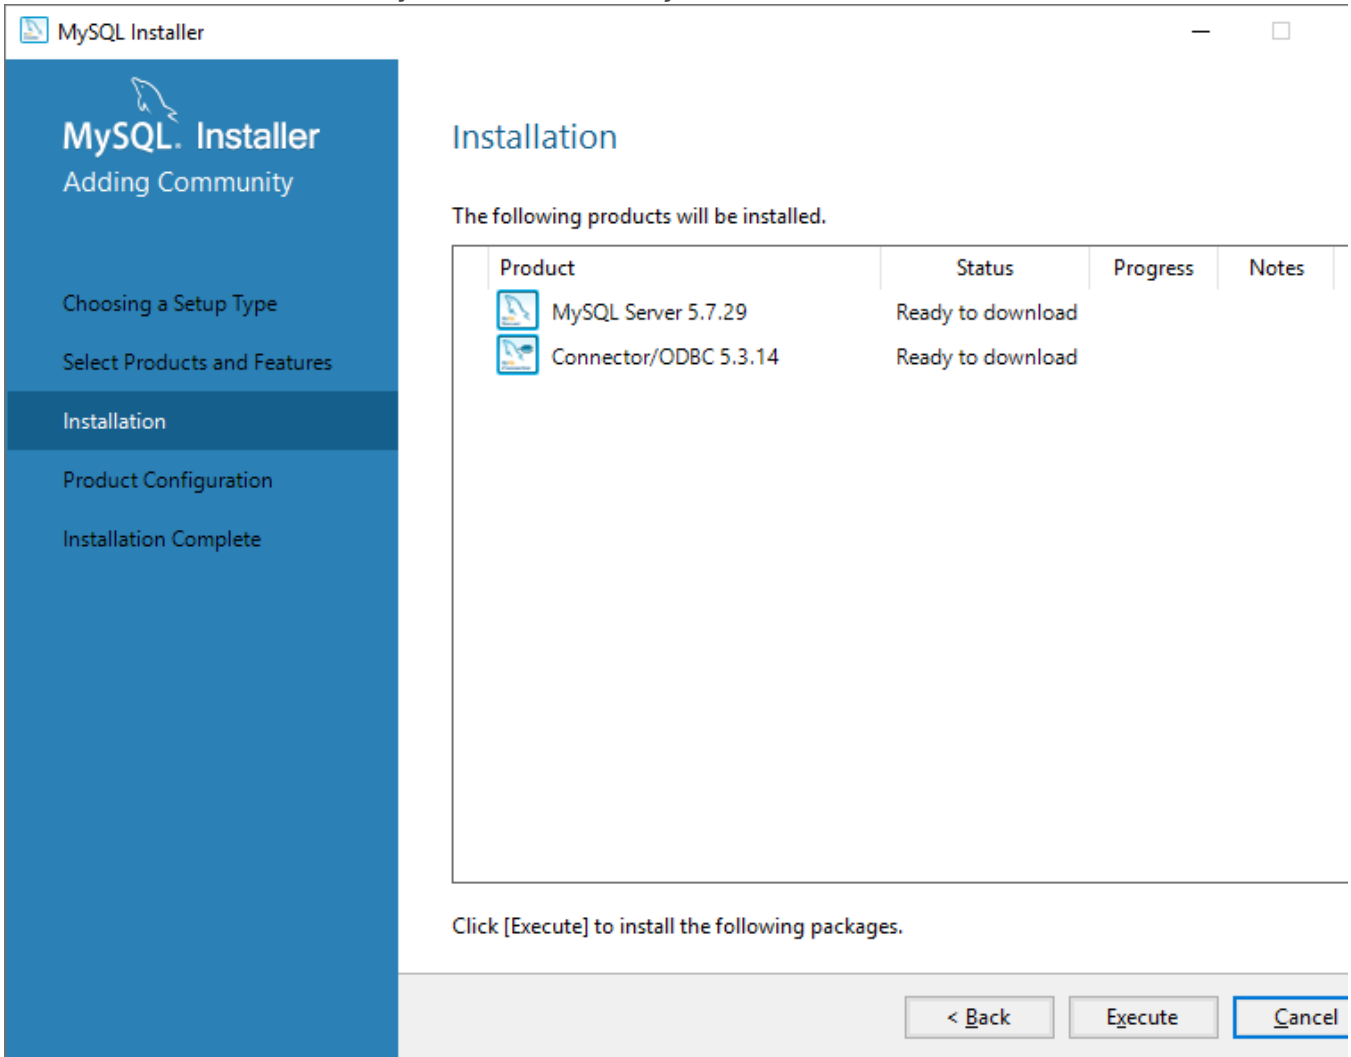 MySQL Installer
MySQL. Installer
Adding Community
Choosing a Setup Type
Select Products and Features
Installation
Product Configuration
Installation Complete
Installation
The following products will be installed.
Product Status Progress Notes
MySQL Server 5.7.29 Ready to download
Connector/ODBC 5.3.14 Ready to download
Click [Execute] to install the following packages.
< Back Execute Cancel